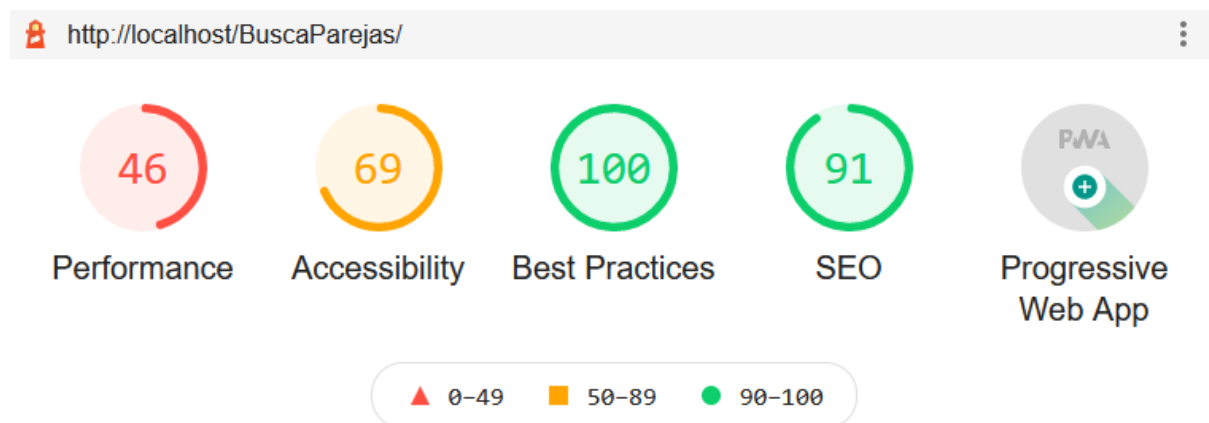 http://localhost/BuscaParejas/
46
69
100
91
PWA
Performance
Accessibility
Best Practices
SEO
Progressive
Web App
0–49
50–89
90–100